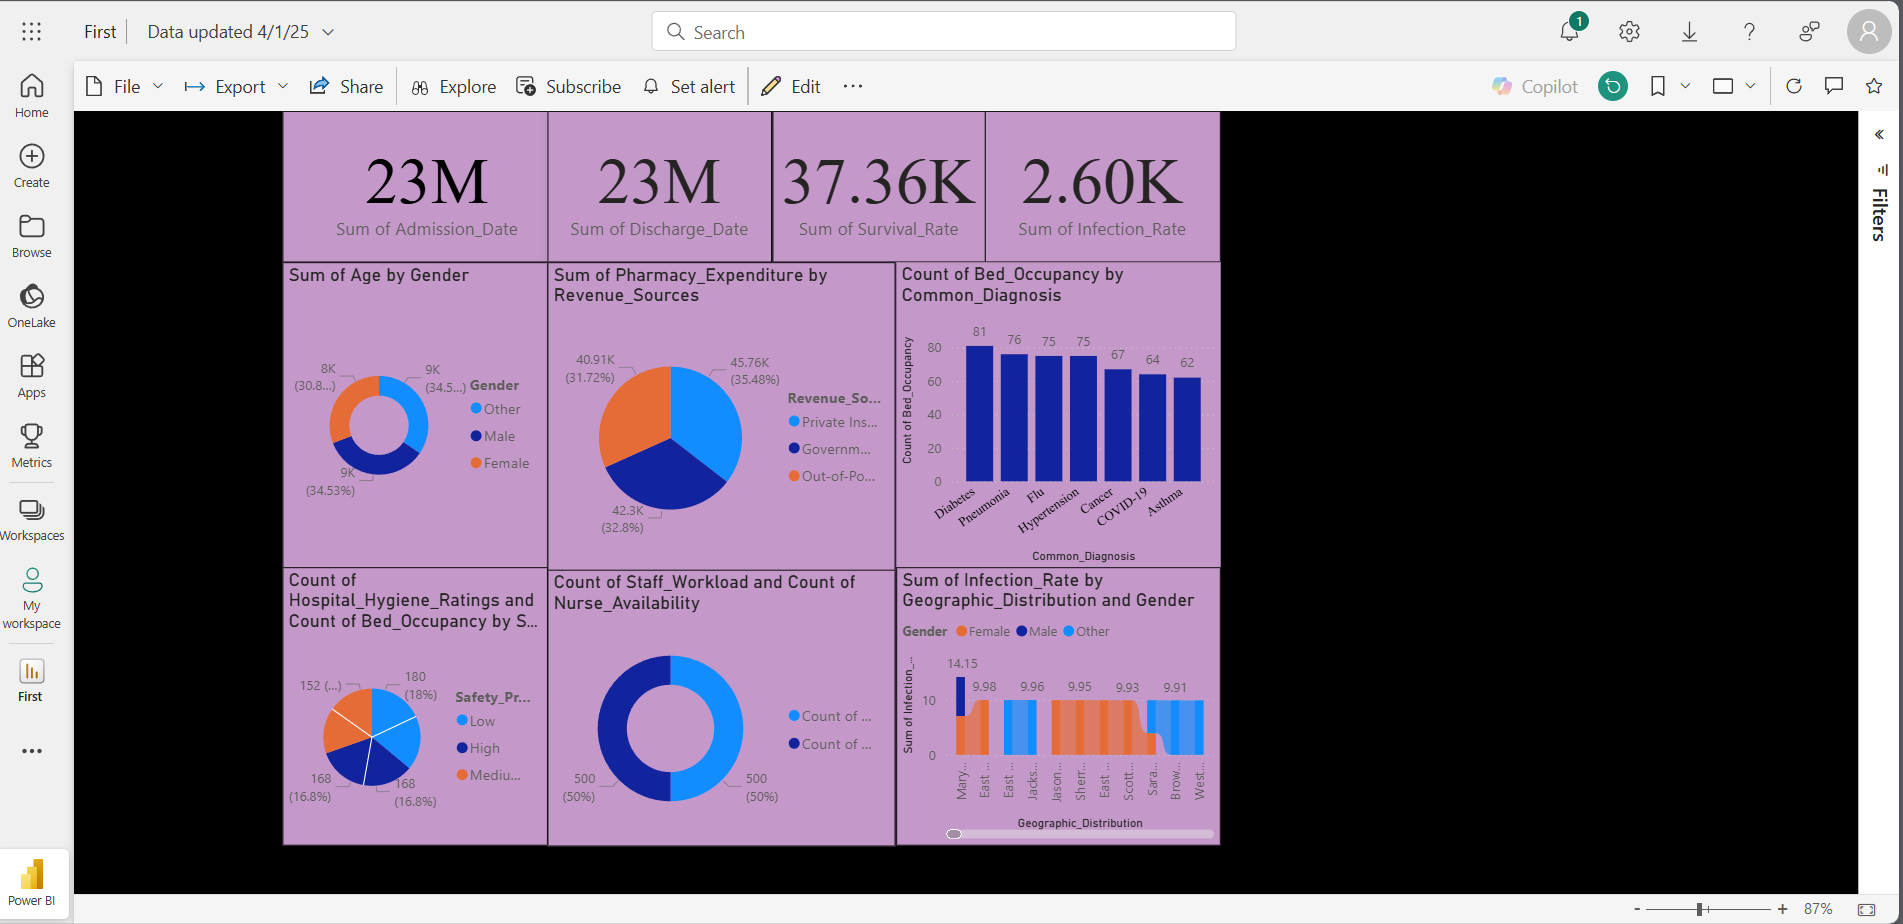 First
Data updated 4/1/25
Search
1
File
Export
Share
Explore
Subscribe
Set alert
Edit
Copilot
Home
Create
Browse
OneLake
Apps
Metrics
Workspaces
My
workspace
First
Power BI
Filters
23M
Sum of Admission_Date
23M
Sum of Discharge_Date
37.36K
Sum of Survival_Rate
2.60K
Sum of Infection_Rate
Sum of Age by Gender
8K
(30.8...)
9K
(34.5...)
9K
(34.53%)
Gender
Other
Male
Female
Sum of Pharmacy_Expenditure by
Revenue_Sources
40.91K
(31.72%)
45.76K
(35.48%)
42.3K
(32.8%)
Revenue_So...
Private Ins...
Governm...
Out-of-Po...
Count of Bed_Occupancy by
Common_Diagnosis
Count of Bed_Occupancy
80
60
40
20
0
81
76
75
75
67
64
62
Diabetes
Pneumonia
Flu
Hypertension
Cancer
COVID-19
Asthma
Common_Diagnosis
Count of
Hospital_Hygiene_Ratings and
Count of Bed_Occupancy by S...
152 (...)
180
(18%)
168
(16.8%)
168
(16.8%)
Safety_Pr...
Low
High
Mediu...
Count of Staff_Workload and Count of
Nurse_Availability
500
(50%)
500
(50%)
Count of ...
Count of ...
Sum of Infection_Rate by
Geographic_Distribution and Gender
Gender
Female
Male
Other
Sum of Infection_...
10
0
14.15
9.98
9.96
9.95
9.93
9.91
Mary...
East ...
East ...
Jacks...
Jason...
Sherr...
East ...
Scott...
Sara...
Brow...
West...
Geographic_Distribution
87%